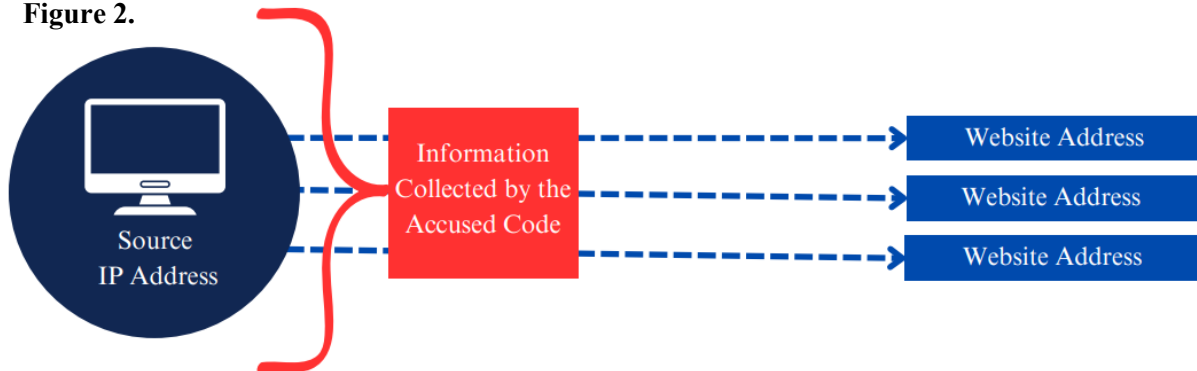 Figure 2.
Source
IP Address
Information
Collected by the
Accused Code
Website Address
Website Address
Website Address